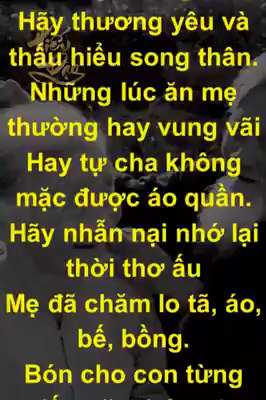 Hãy thương yêu và
thấu hiểu song thân.
Những lúc ăn mẹ
thường hay vung vãi
Hay tự cha không
mặc được áo quần.
Hãy nhẫn nại nhớ lại
thời thơ ấu
Mẹ đã chăm lo tã, áo,
bế, bồng.
Bón cho con từng